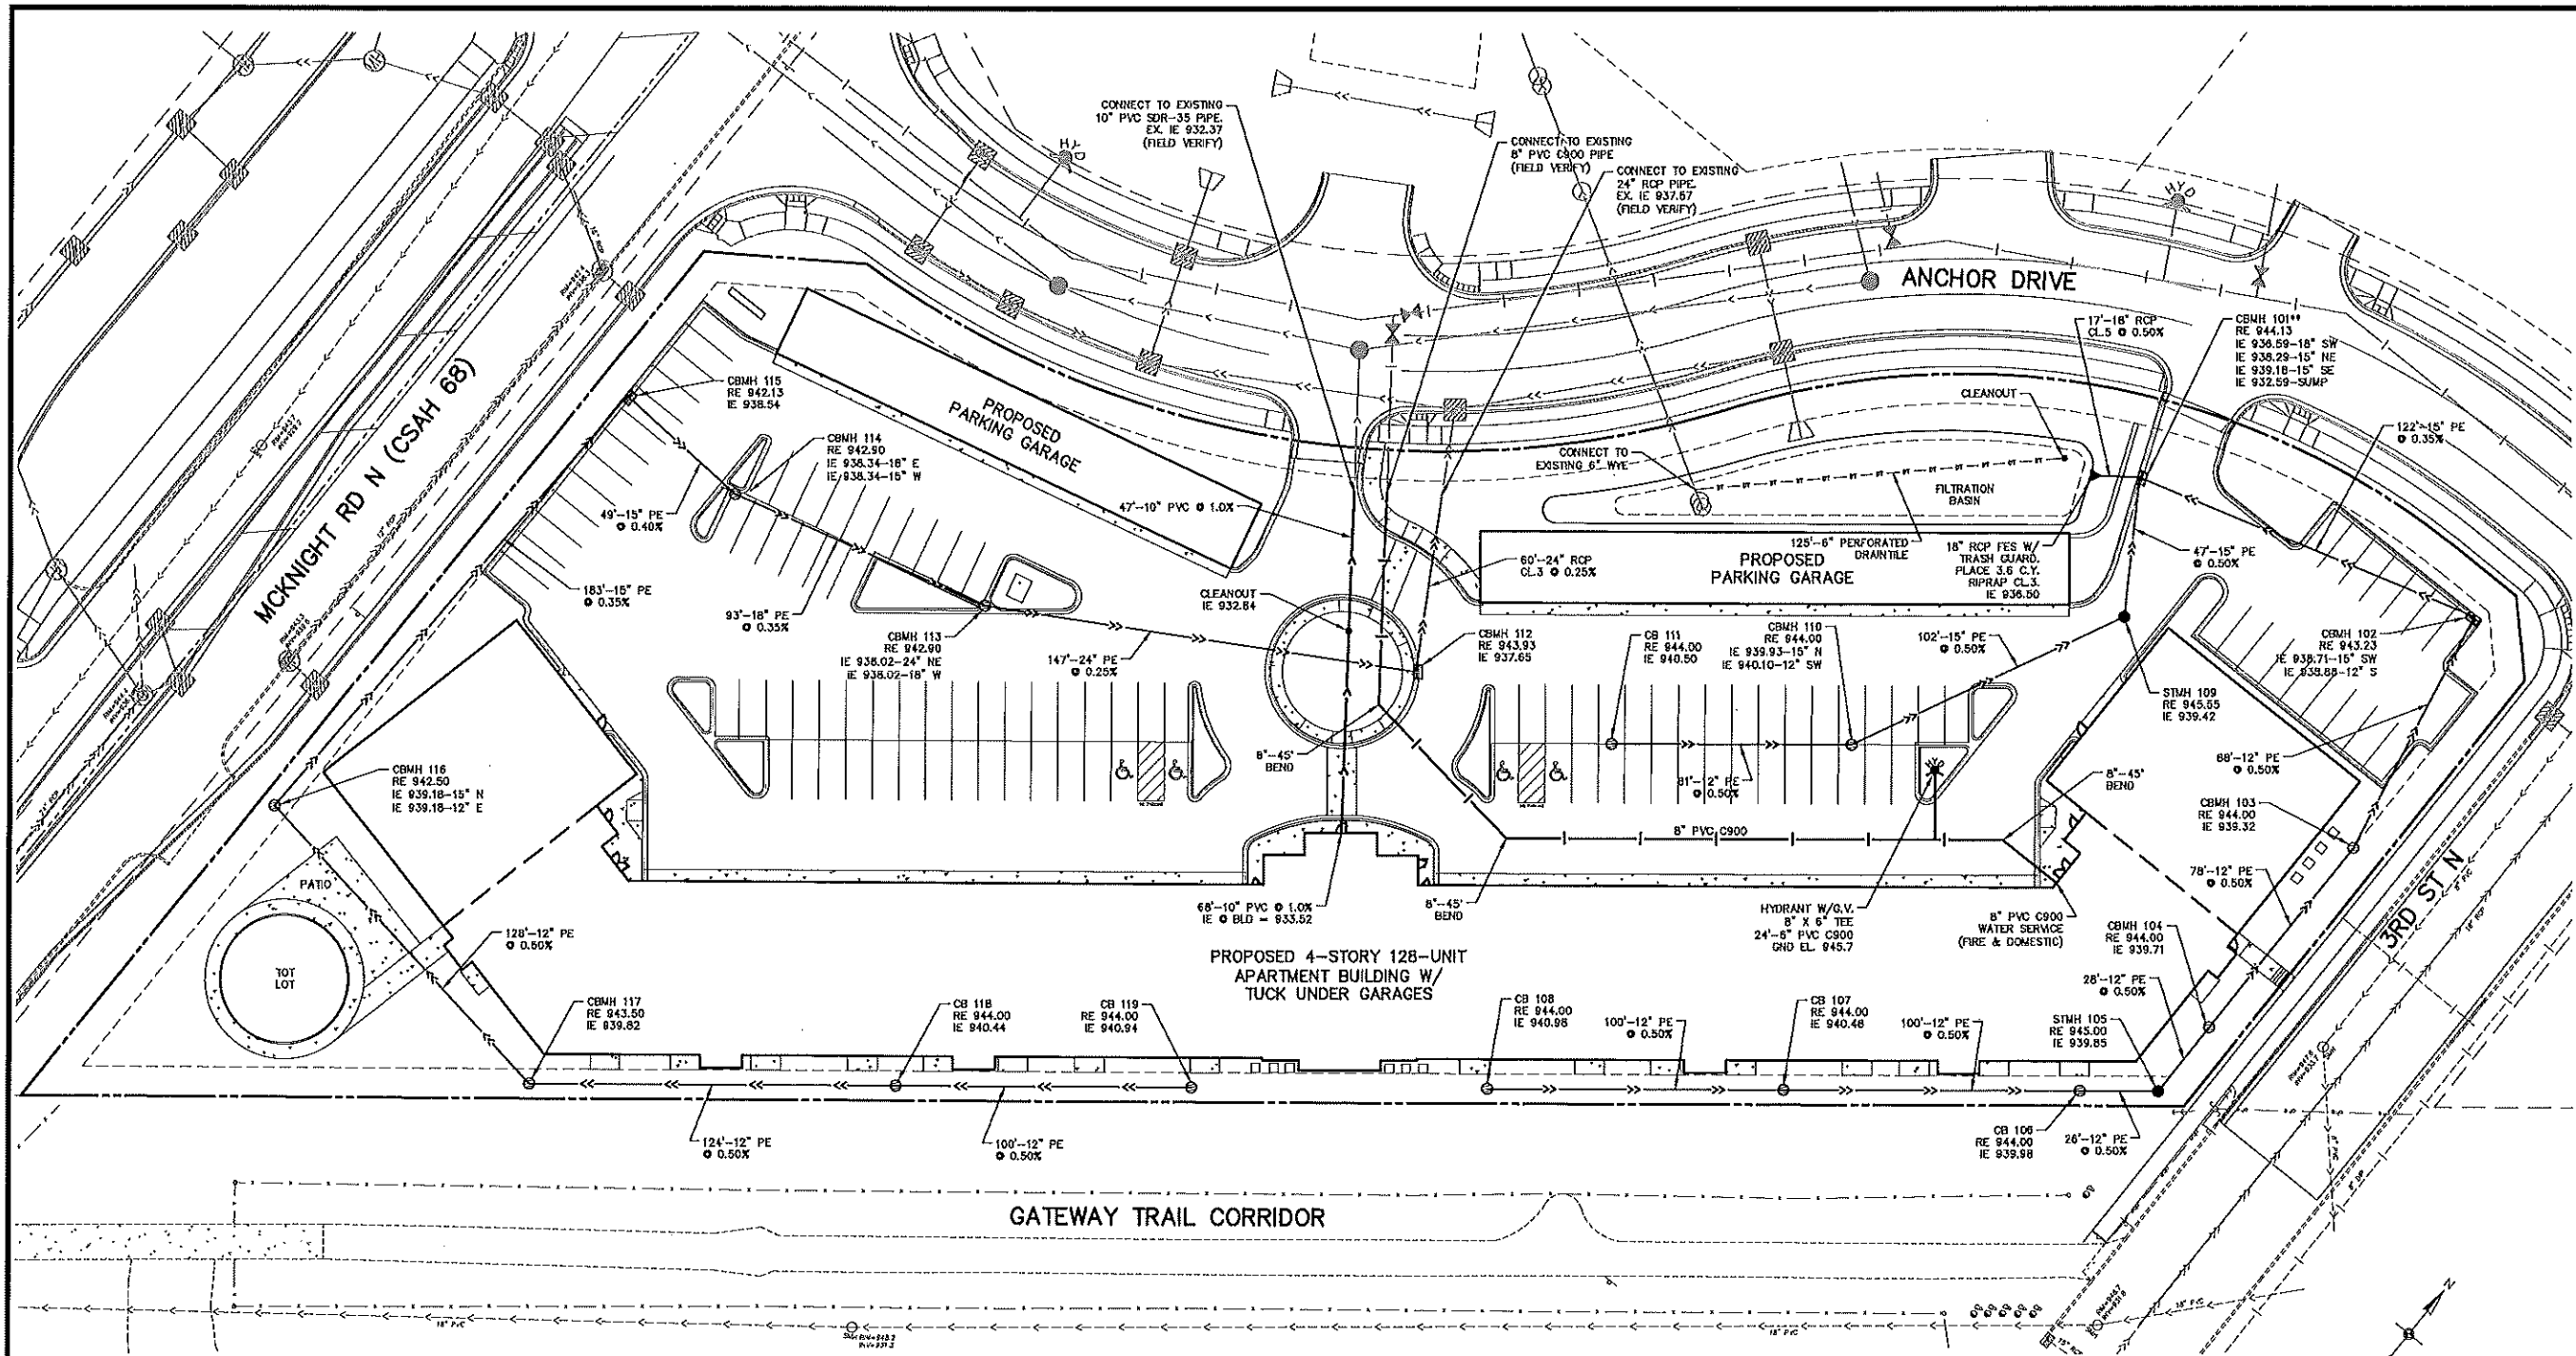 CONNECT TO EXISTING
10" PVC SDR-35 PIPE.
EX. IE 932.37
(FIELD VERIFY)
CONNECT TO EXISTING
8" PVC C900 PIPE
(FIELD VERIFY)
CONNECT TO EXISTING
24" RCP PIPE.
EX. IE 937.57
(FIELD VERIFY)
HYD
HYD
ANCHOR DRIVE
17'-18" RCP
CL.5 @ 0.50%
CBMH 101**
RE 944.13
IE 936.59-18" SW
IE 938.29-15" NE
IE 939.18-15" SE
IE 932.59-SUMP
MCKNIGHT RD N (CSAH 68)
CBMH 115
RE 942.13
IE 938.54
PROPOSED
PARKING GARAGE
CLEANOUT
122'-15" PE
@ 0.35%
CBMH 114
RE 942.90
IE 938.34-18" E
IE 938.34-15" W
CONNECT TO
EXISTING 6" WYE
FILTRATION
BASIN
49'-15" PE
@ 0.40%
47'-10" PVC @ 1.0%
125'-6" PERFORATED
DRAINTILE
18" RCP FES W/
TRASH GUARD.
PLACE 3.6 C.Y.
RIPRAP CL.3.
IE 936.50
47'-15" PE
@ 0.50%
60'-24" RCP
CL.3 @ 0.25%
PROPOSED
PARKING GARAGE
183'-15" PE
@ 0.35%
93'-18" PE
@ 0.35%
CLEANOUT
IE 932.84
CBMH 113
RE 942.90
IE 938.02-24" NE
IE 938.02-18" W
147'-24" PE
@ 0.25%
CBMH 112
RE 943.93
IE 937.65
CB 111
RE 944.00
IE 940.50
CBMH 110
RE 944.00
IE 939.93-15" N
IE 940.10-12" SW
102'-15" PE
@ 0.50%
CBMH 102
RE 943.23
IE 938.71-15" SW
IE 938.88-12" S
STMH 109
RE 945.55
IE 939.42
CBMH 116
RE 942.50
IE 939.18-15" N
IE 939.18-12" E
8"-45°
BEND
81'-12" PE
@ 0.50%
8"-45°
BEND
68'-12" PE
@ 0.50%
CBMH 103
RE 944.00
IE 939.32
8" PVC C900
PATIO
TOT
LOT
68'-10" PVC @ 1.0%
IE @ BLD = 933.52
8"-45°
BEND
HYDRANT W/G.V.
8" X 6" TEE
24'-6" PVC C900
GND EL. 945.7
8" PVC C900
WATER SERVICE
(FIRE & DOMESTIC)
78'-12" PE
@ 0.50%
3RD ST N
128'-12" PE
@ 0.50%
CBMH 104
RE 944.00
IE 939.71
PROPOSED 4-STORY 128-UNIT
APARTMENT BUILDING W/
TUCK UNDER GARAGES
28'-12" PE
@ 0.50%
CBMH 117
RE 943.50
IE 939.82
CB 118
RE 944.00
IE 940.44
CB 119
RE 944.00
IE 940.94
CB 108
RE 944.00
IE 940.98
100'-12" PE
@ 0.50%
CB 107
RE 944.00
IE 940.48
100'-12" PE
@ 0.50%
STMH 105
RE 945.00
IE 939.85
124'-12" PE
@ 0.50%
100'-12" PE
@ 0.50%
CB 106
RE 944.00
IE 939.98
26'-12" PE
@ 0.50%
GATEWAY TRAIL CORRIDOR
18" PVC
18" PVC
18" PVC
N